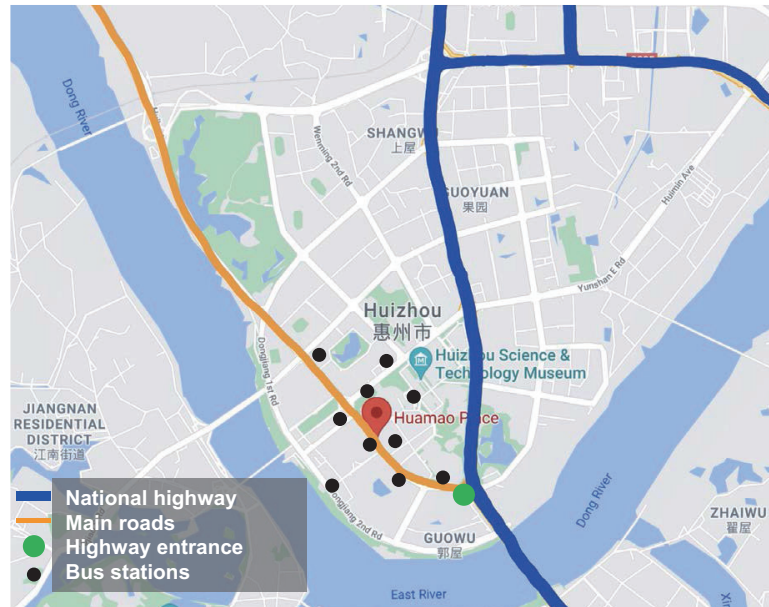 Dong River
Wenming 2nd Rd
SHANGWU
上屋
GUOYUAN
果园
Huimin Ave
Yunshan E Rd
Huizhou
惠州市
Huizhou Science &
Technology Museum
Dongjiang 1st Rd
Huamao Place
JIANGNAN
RESIDENTIAL
DISTRICT
江南街道
National highway
Main roads
Highway entrance
Bus stations
Dongjiang 2nd Rd
GUOWU
郭屋
Dong River
ZHAIWU
翟屋
East River